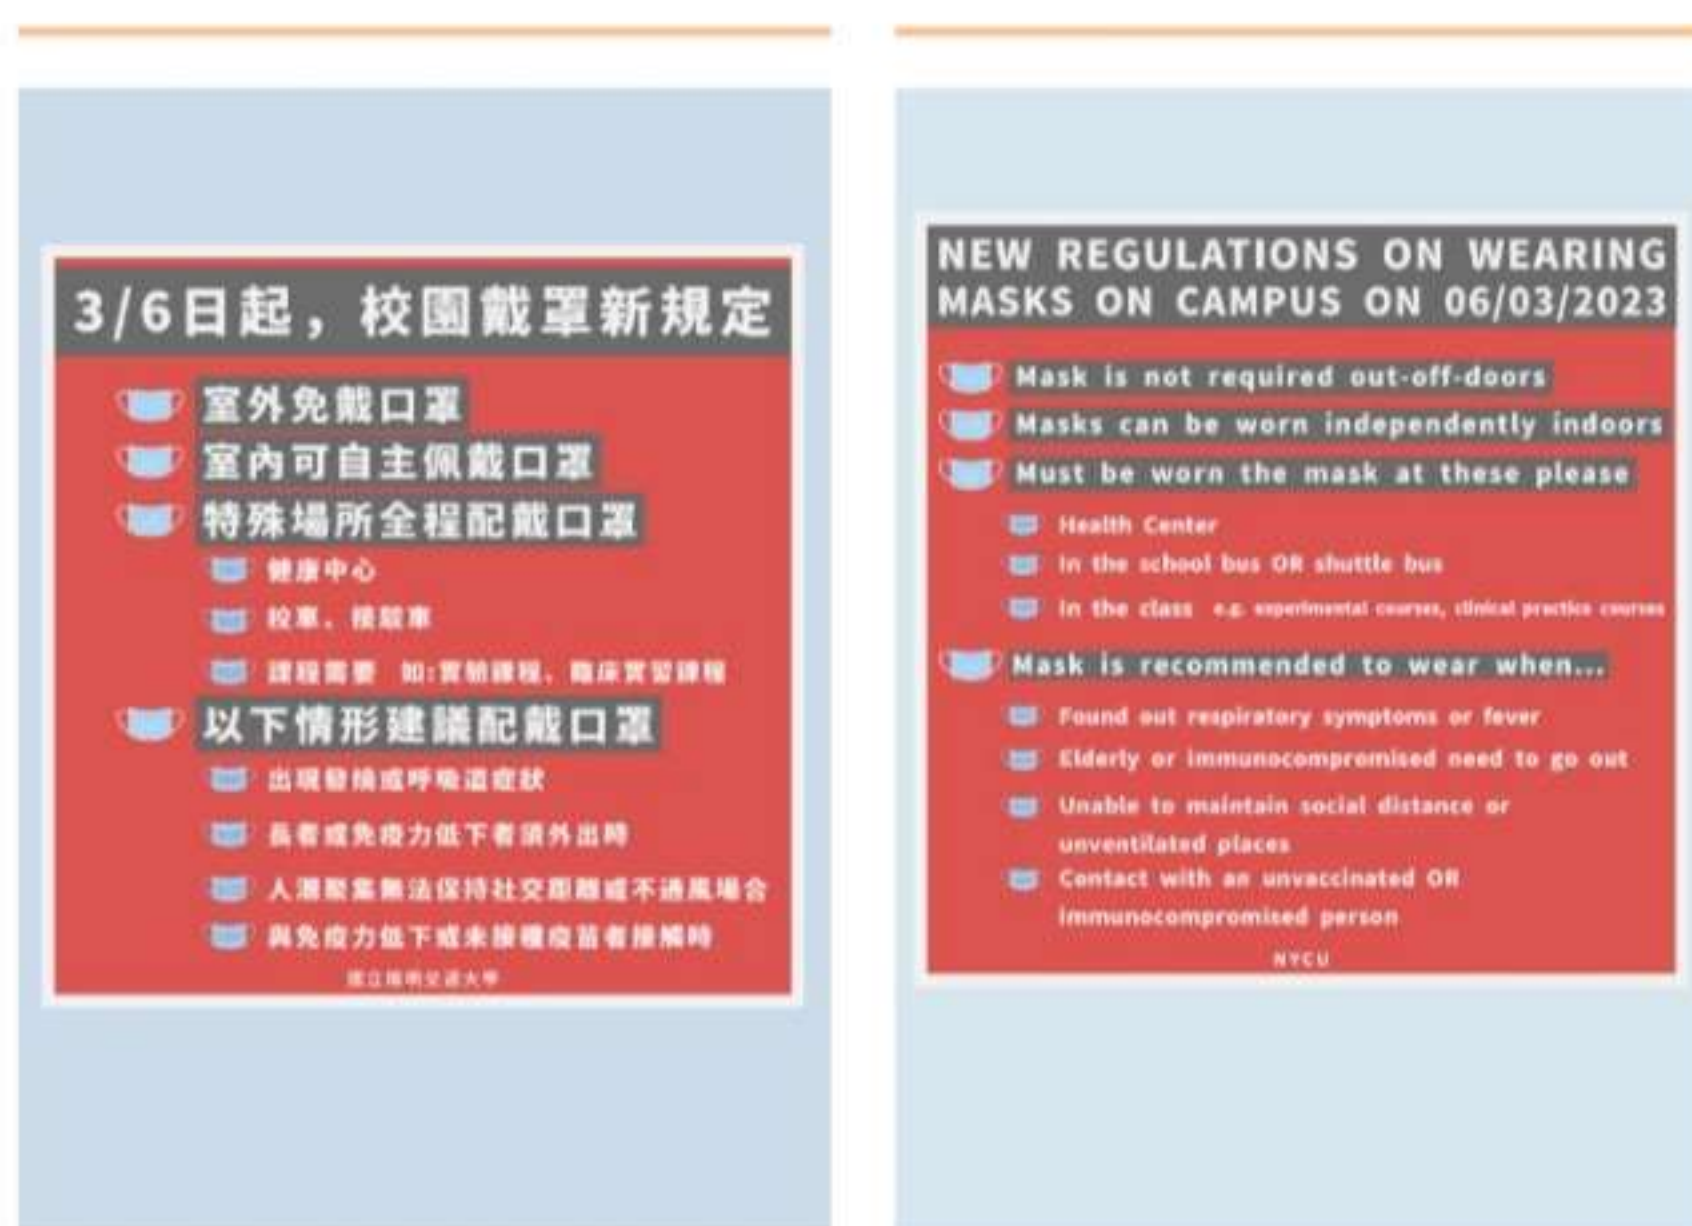 3/6日起，校園戴罩新規定
室外免戴口罩
室內可自主佩戴口罩
特殊場所全程配戴口罩
健康中心
校車、接駁車
課程需要 如:實驗課程、臨床實習課程
以下情形建議配戴口罩
出現發燒或呼吸道症狀
長者或免疫力低下者須外出時
人潮聚集無法保持社交距離或不通風場合
與免疫力低下或未接種疫苗者接觸時
國立陽明交通大學
NEW REGULATIONS ON WEARING
MASKS ON CAMPUS ON 06/03/2023
Mask is not required out-off-doors
Masks can be worn independently indoors
Must be worn the mask at these please
Health Center
In the school bus OR shuttle bus
In the class e.g. experimental courses, clinical practice courses
Mask is recommended to wear when...
Found out respiratory symptoms or fever
Elderly or immunocompromised need to go out
Unable to maintain social distance or
unventilated places
Contact with an unvaccinated OR
immunocompromised person
NYCU